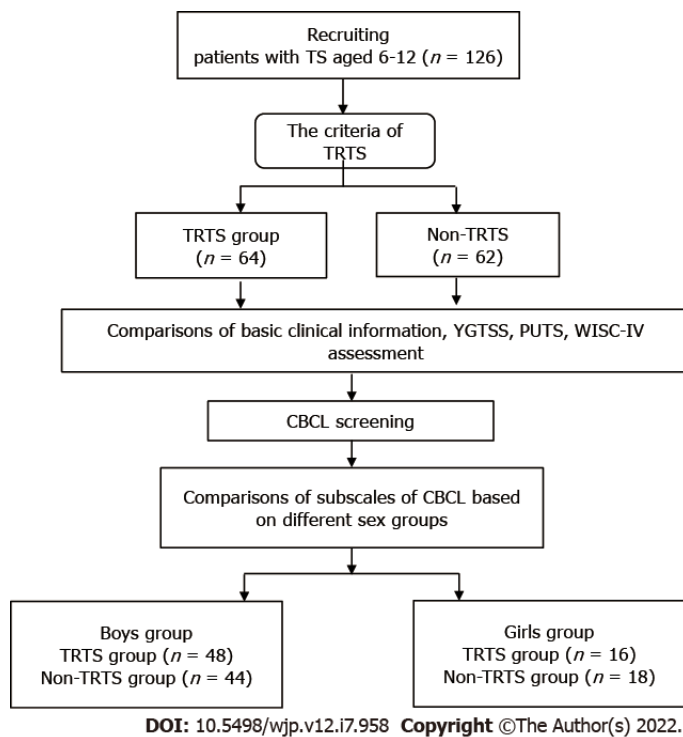 Recruiting
patients with TS aged 6-12 (n = 126)
The criteria of
TRTS
TRTS group
(n = 64)
Non-TRTS
(n = 62)
Comparisons of basic clinical information, YGTSS, PUTS, WISC-IV
assessment
CBCL screening
Comparisons of subscales of CBCL based
on different sex groups
Boys group
TRTS group (n = 48)
Non-TRTS group (n = 44)
Girls group
TRTS group (n = 16)
Non-TRTS group (n = 18)
DOI: 10.5498/wjp.v12.i7.958 Copyright ©The Author(s) 2022.